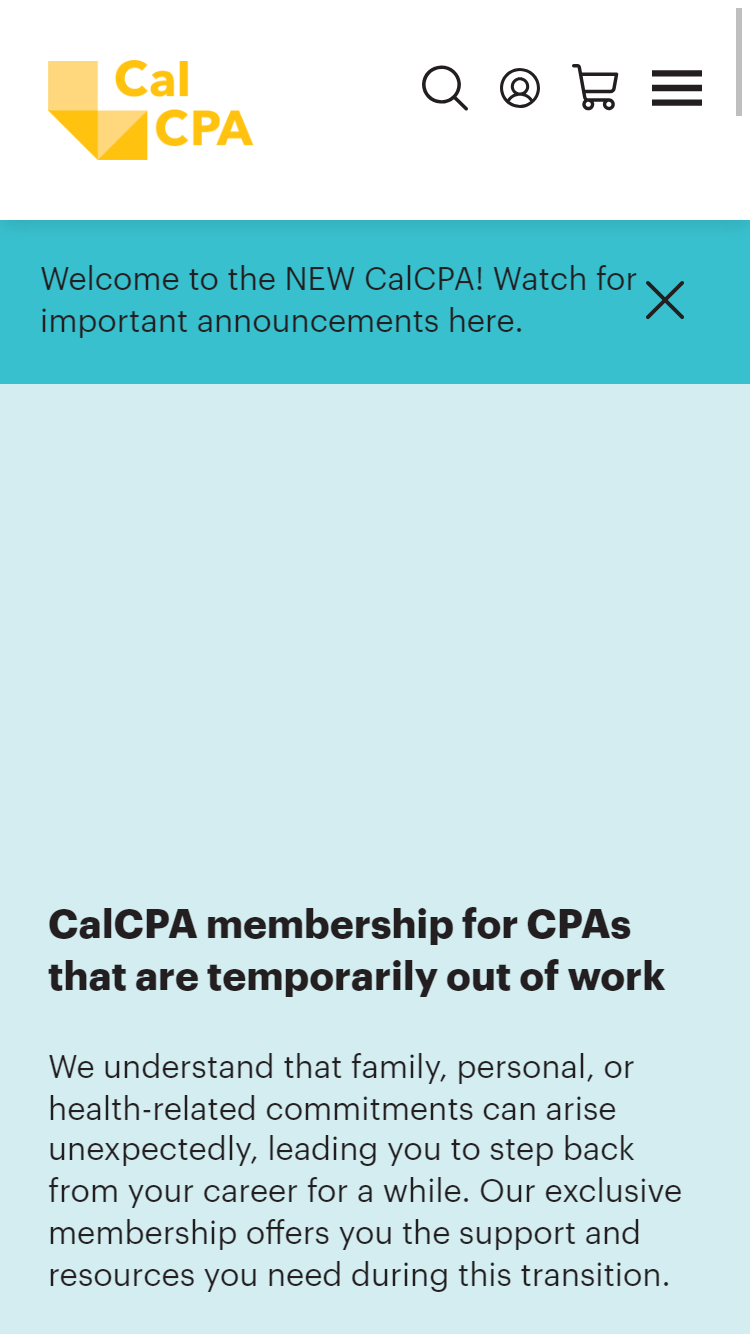 Cal
CPA
Welcome to the NEW CalCPA! Watch for
important announcements here.
CalCPA membership for CPAs
that are temporarily out of work
We understand that family, personal, or
health-related commitments can arise
unexpectedly, leading you to step back
from your career for a while. Our exclusive
membership offers you the support and
resources you need during this transition.